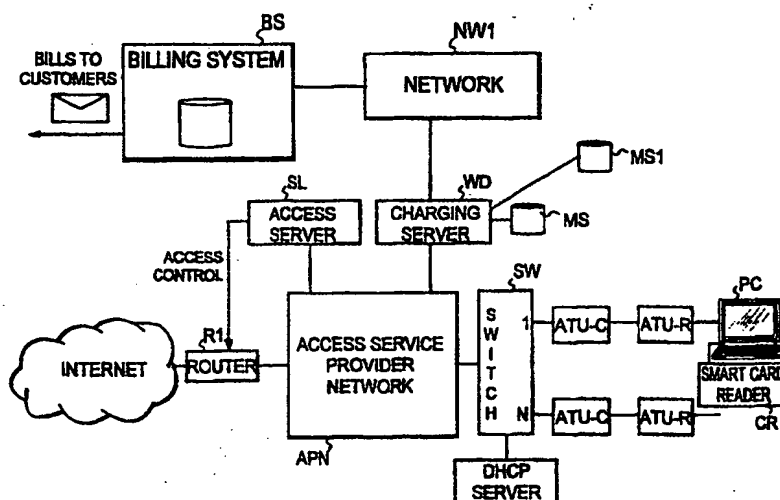 BS
BILLING SYSTEM
BILLS TO
CUSTOMERS
NW1
NETWORK
MS1
MS
SL
ACCESS
SERVER
WD
CHARGING
SERVER
ACCESS
CONTROL
SW
SWITCH
1
N
ATU-C
ATU-R
PC
R1
ROUTER
INTERNET
ACCESS SERVICE
PROVIDER
NETWORK
APN
SMART CARD
READER
ATU-C
ATU-R
CR
DHCP
SERVER